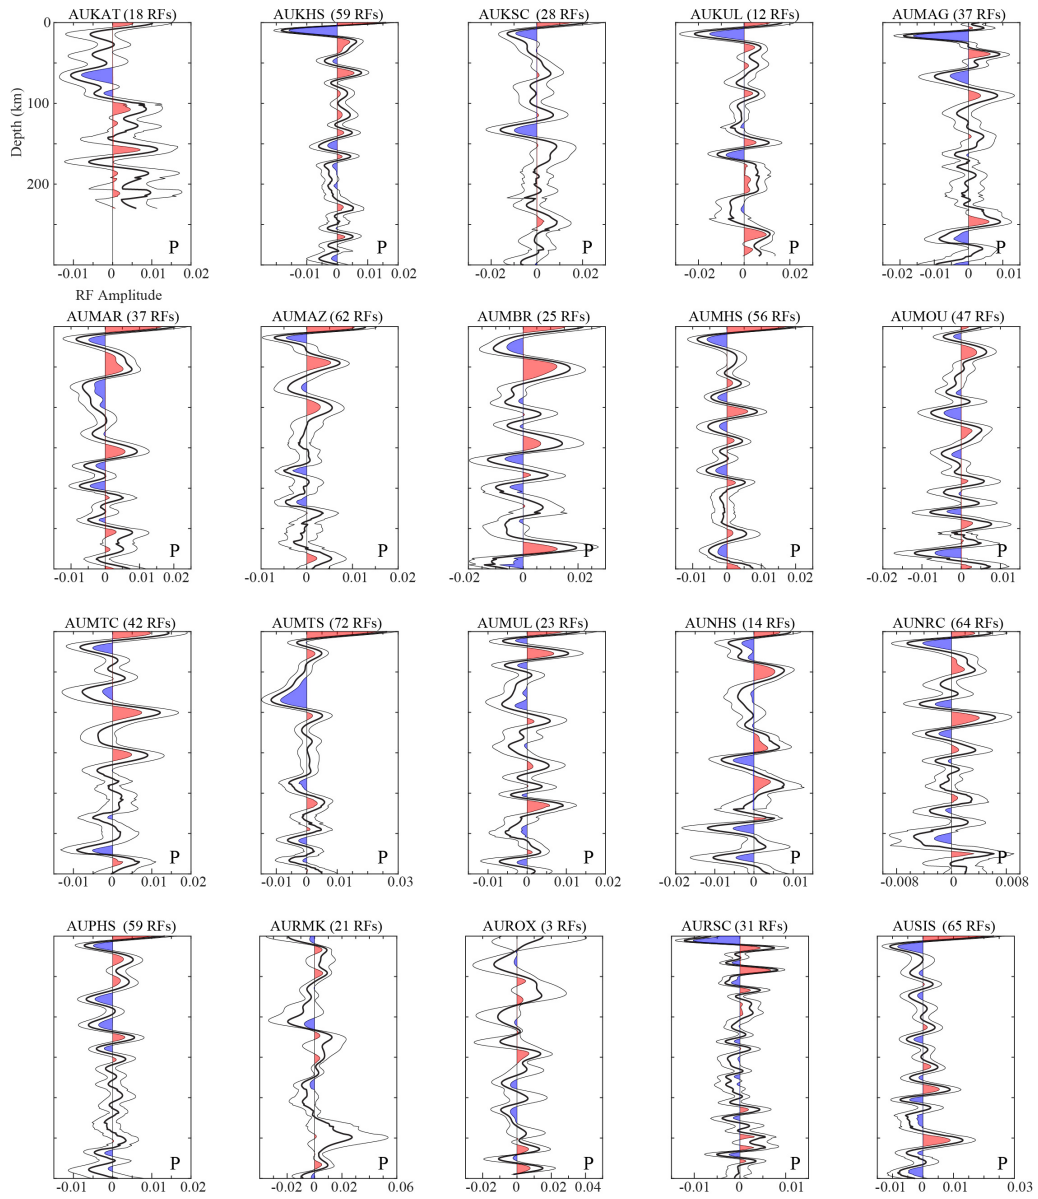 AUKAT (18 RFs) AUKHS (59 RFs) AUKSC (28 RFs) AUKUL (12 RFs) AUMAG (37 RFs)
0
100
200
Depth (km)
P P P P P
-0.01 0 0.01 0.02 -0.02 0 0.02 -0.02 0 0.02 -0.02 0 0.02 -0.02 -0.01 0 0.01
RF Amplitude
AUMAR (37 RFs) AUMAZ (62 RFs) AUMBR (25 RFs) AUMHS (56 RFs) AUMOU (47 RFs)
P P P P P
-0.01 0 0.01 0.02 -0.01 0 0.01 0.02 -0.02 0 0.02 -0.01 0 0.01 0.02 -0.02 -0.01 0 0.01
AUMTC (42 RFs) AUMTS (72 RFs) AUMUL (23 RFs) AUNHS (14 RFs) AUNRC (64 RFs)
P P P P P
-0.01 0 0.01 0.02 -0.01 0 0.01 0.03 -0.01 0 0.01 0.02 -0.02 -0.01 0 0.01 -0.008 0 0.008
AUPHS (59 RFs) AURMK (21 RFs) AUROX (3 RFs) AURSC (31 RFs) AUSIS (65 RFs)
P P P P P
-0.01 0 0.01 0.02 -0.02 0 0.02 0.06 -0.02 0 0.02 0.04 -0.01 0 0.01 -0.01 0 0.01 0.03